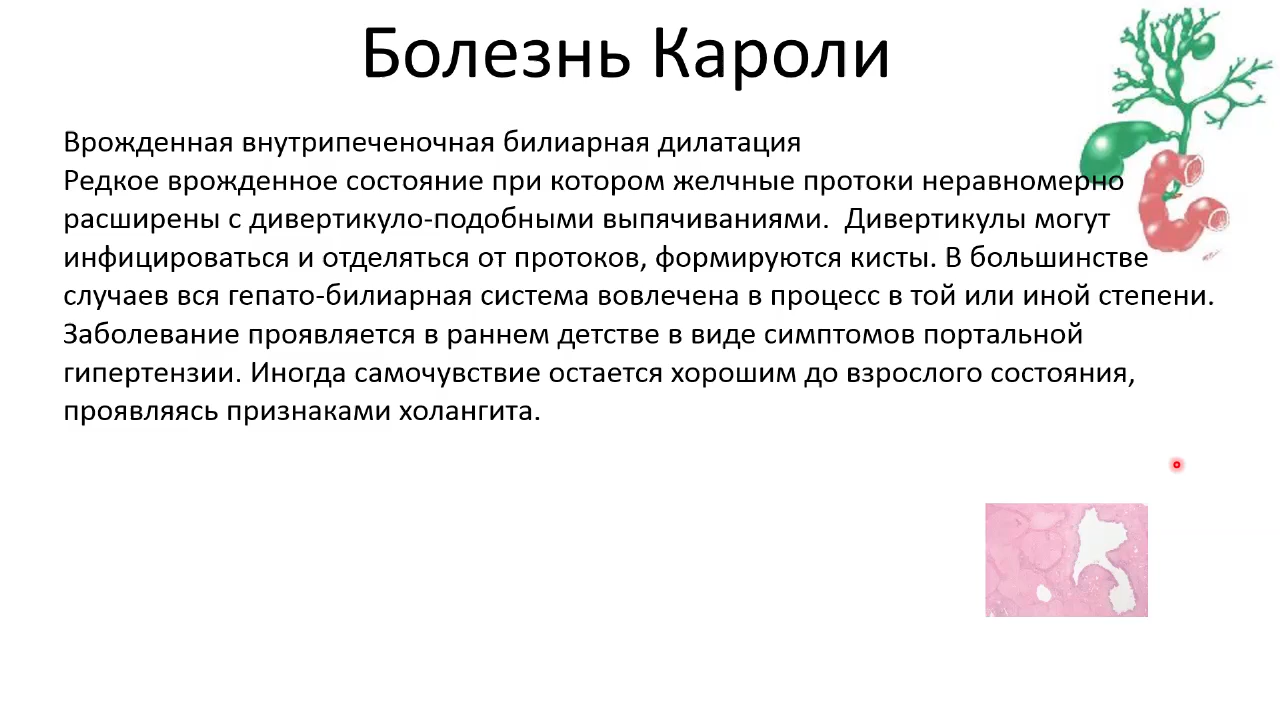 Болезнь Кароли
Врожденная внутрипеченочная билиарная дилатация
Редкое врожденное состояние при котором желчные протоки неравномерно
расширены с дивертикуло-подобными выпячиваниями.  Дивертикулы могут
инфицироваться и отделяться от протоков, формируются кисты. В большинстве
случаев вся гепато-билиарная система вовлечена в процесс в той или иной степени.
Заболевание проявляется в раннем детстве в виде симптомов портальной
гипертензии. Иногда самочувствие остается хорошим до взрослого состояния,
проявляясь признаками холангита.